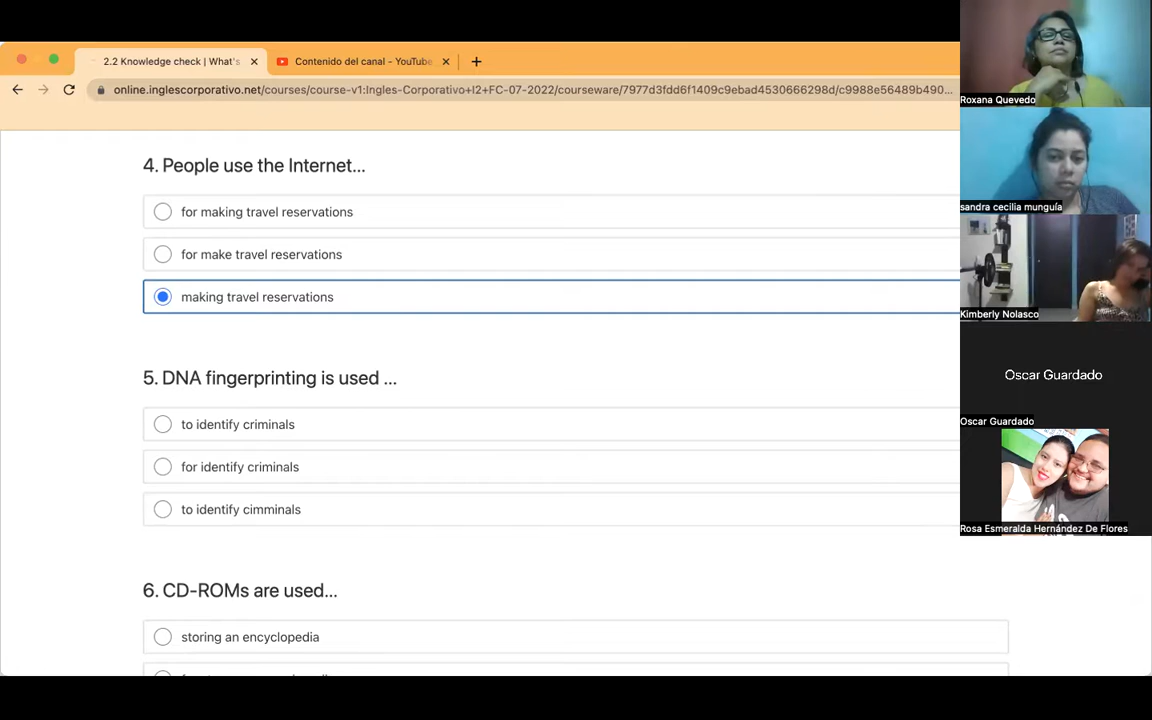 2.2 Knowledge check | What's
Contenido del canal - YouTube
online.inglescorporativo.net/courses/course-v1:Ingles-Corporativo+I2+FC-07-2022/courseware/7977d3fdd6f1409c9ebad4530666298d/c9988e56489b490...
4. People use the Internet...
for making travel reservations
for make travel reservations
making travel reservations
5. DNA fingerprinting is used ...
to identify criminals
for identify criminals
to identify cimminals
6. CD-ROMs are used...
storing an encyclopedia
Roxana Quevedo
sandra cecilia munguía
Kimberly Nolasco
Oscar Guardado
Oscar Guardado
Rosa Esmeralda Hernández De Flores